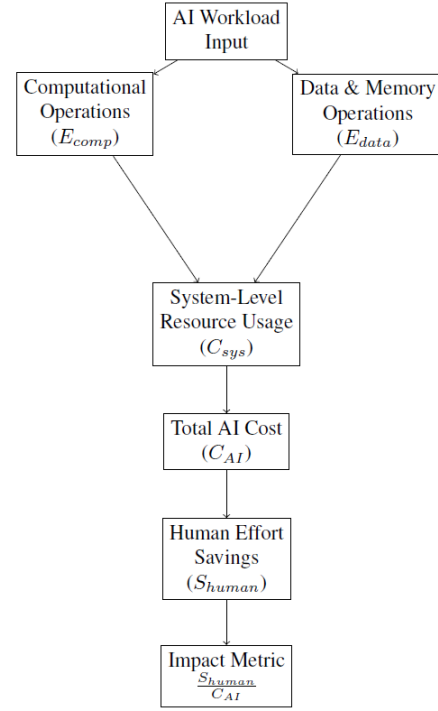 AI Workload
Input
Computational
Operations
(E_comp)
Data & Memory
Operations
(E_data)
System-Level
Resource Usage
(C_sys)
Total AI Cost
(C_AI)
Human Effort
Savings
(S_human)
Impact Metric
S_human
C_AI